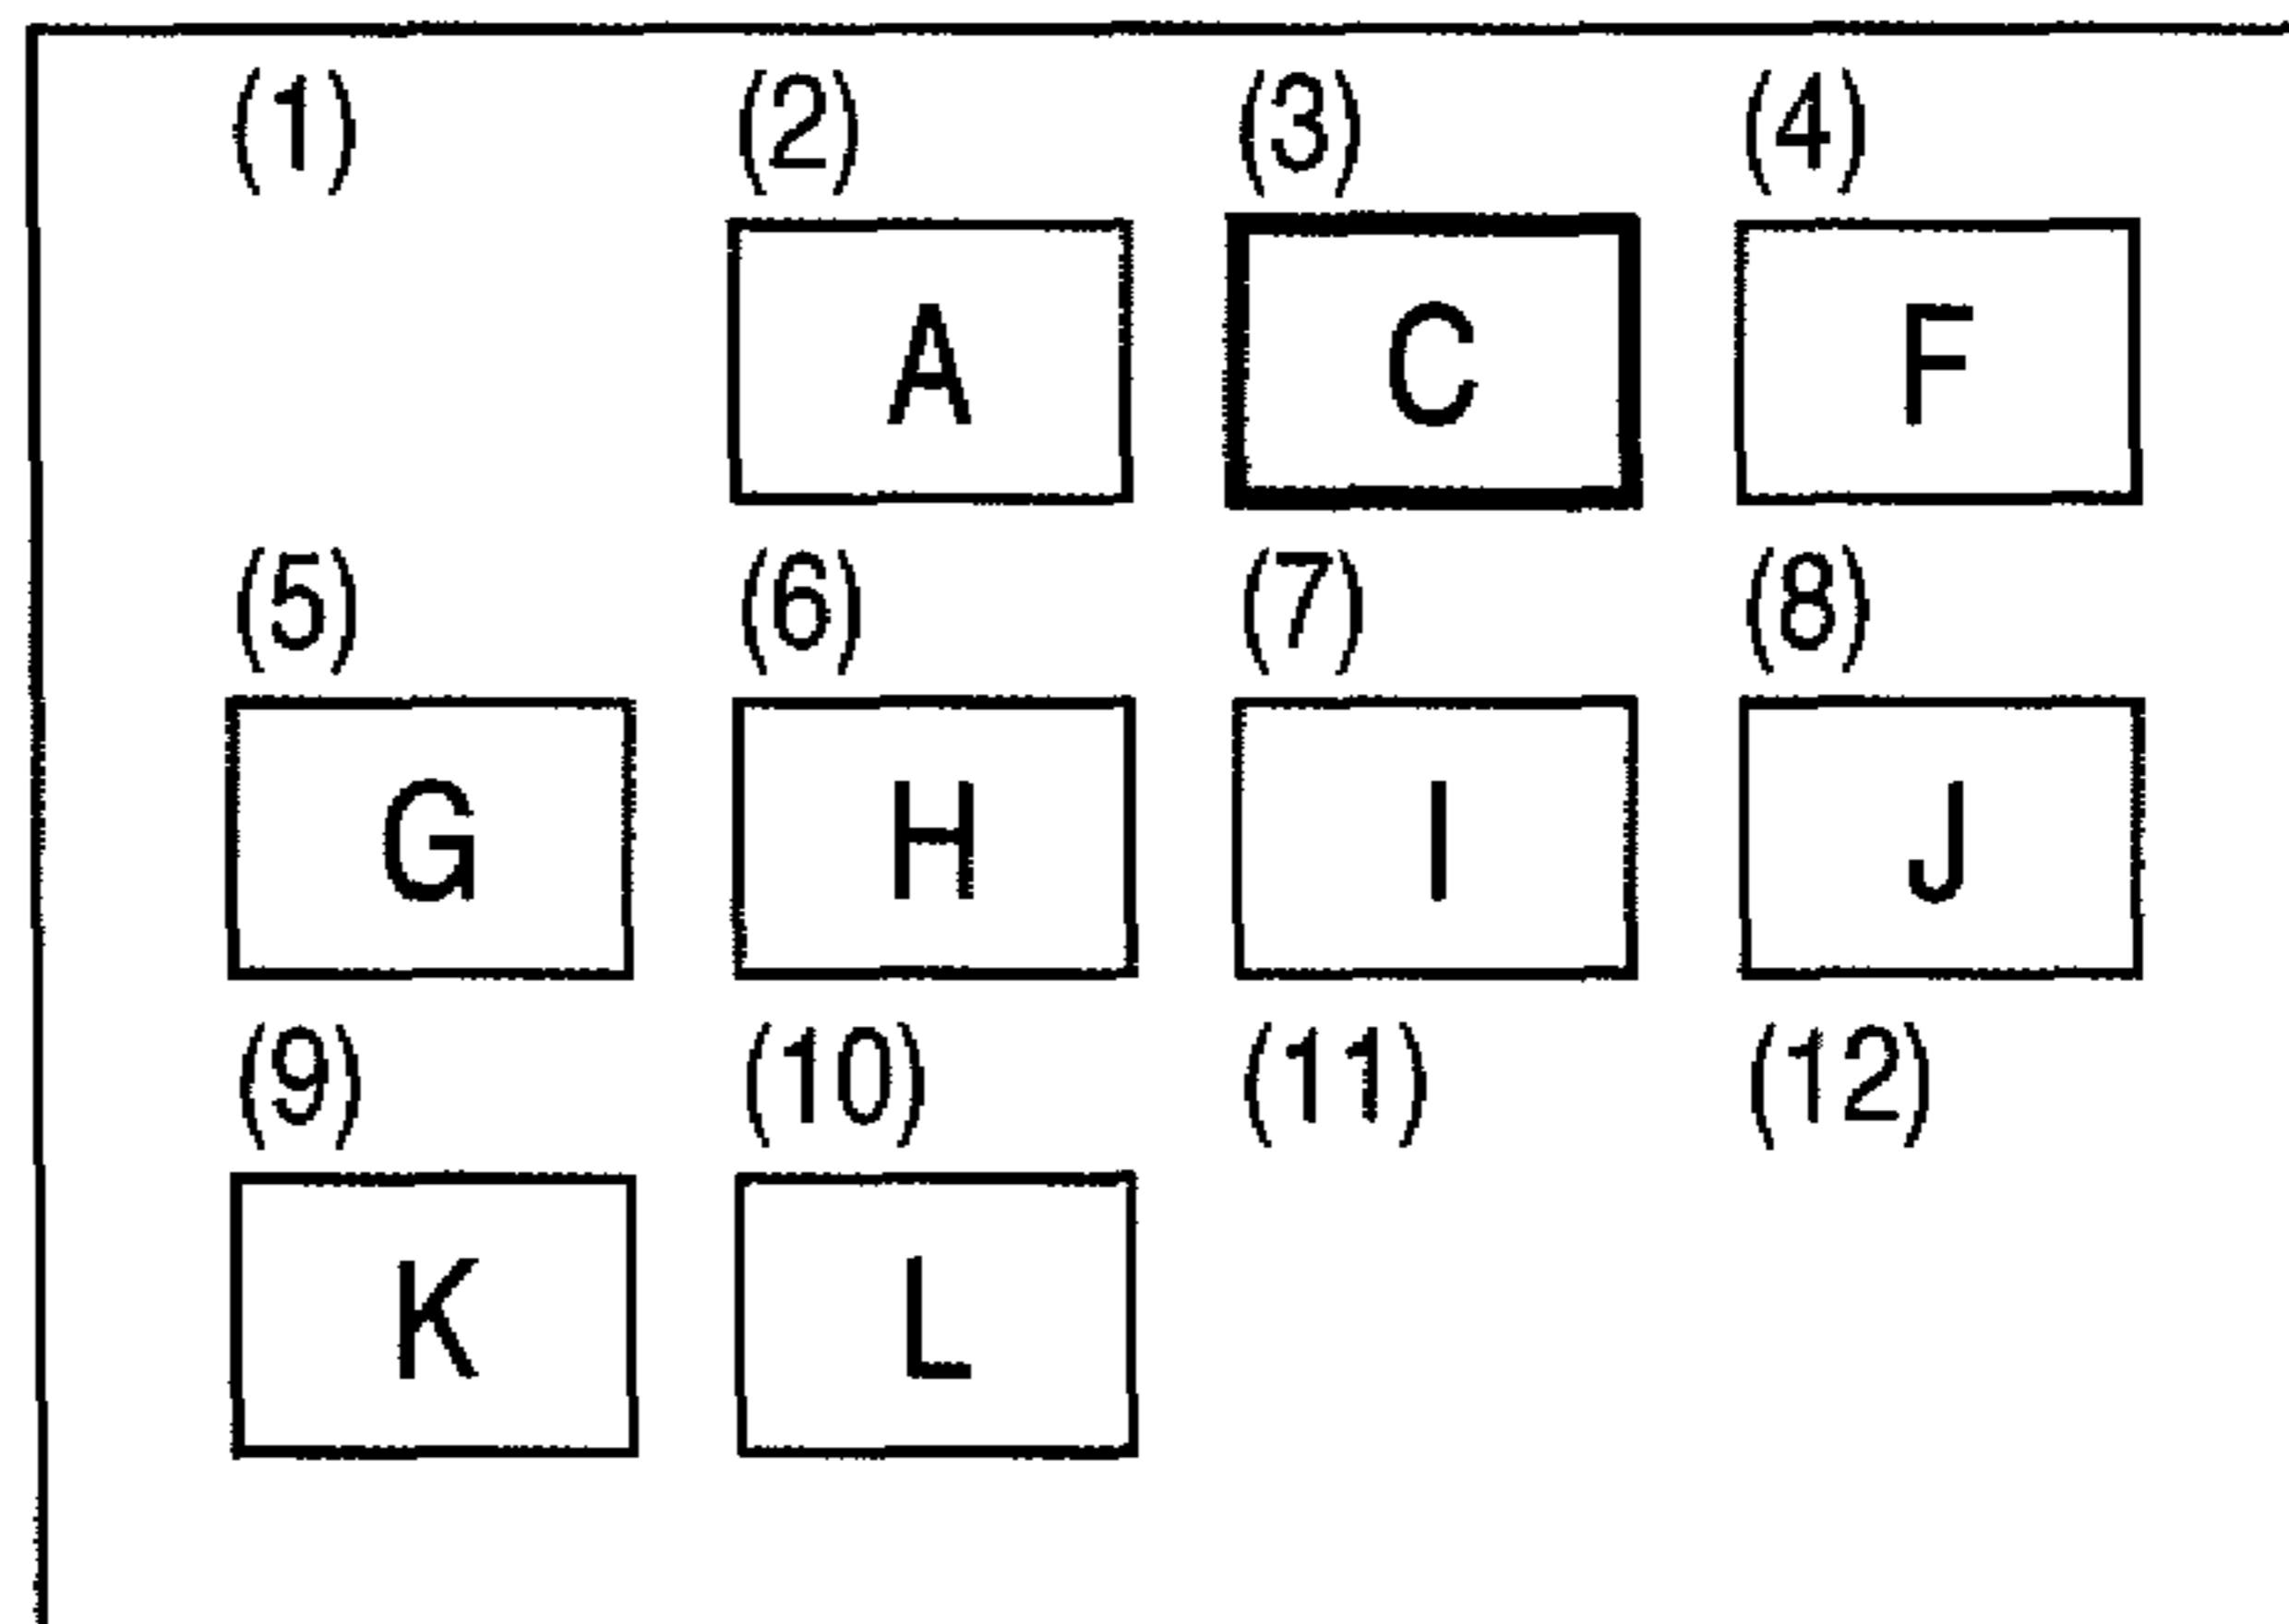 (1) (2) (3) (4)
A C F
(5) (6) (7) (8)
G H I J
(9) (10) (11) (12)
K L